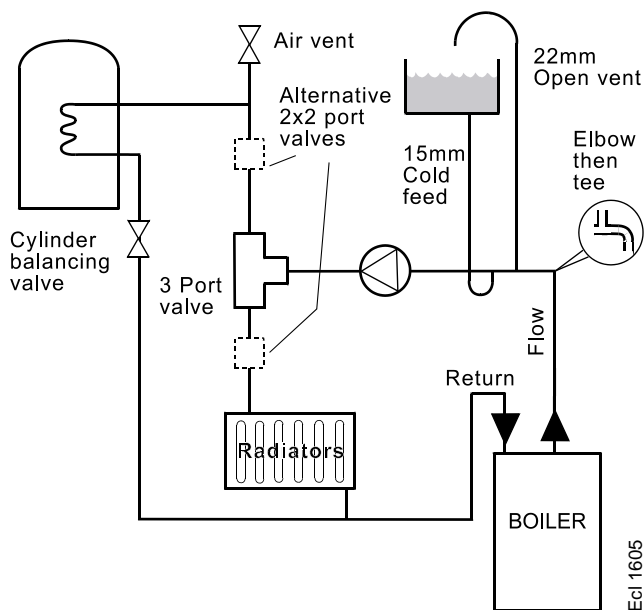 Air vent
22mm
Open vent
Alternative
2x2 port
valves
15mm
Cold
feed
Elbow
then
tee
Cylinder
balancing
valve
3 Port
valve
Flow
Return
Radiators
BOILER
Ecl 1605